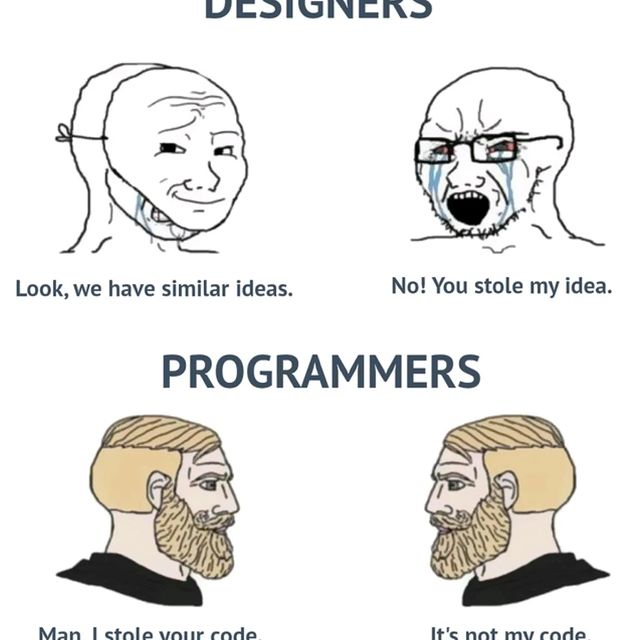 DESIGNERS
Look, we have similar ideas.
No! You stole my idea.
PROGRAMMERS
Man, I stole your code.
It's not my code.